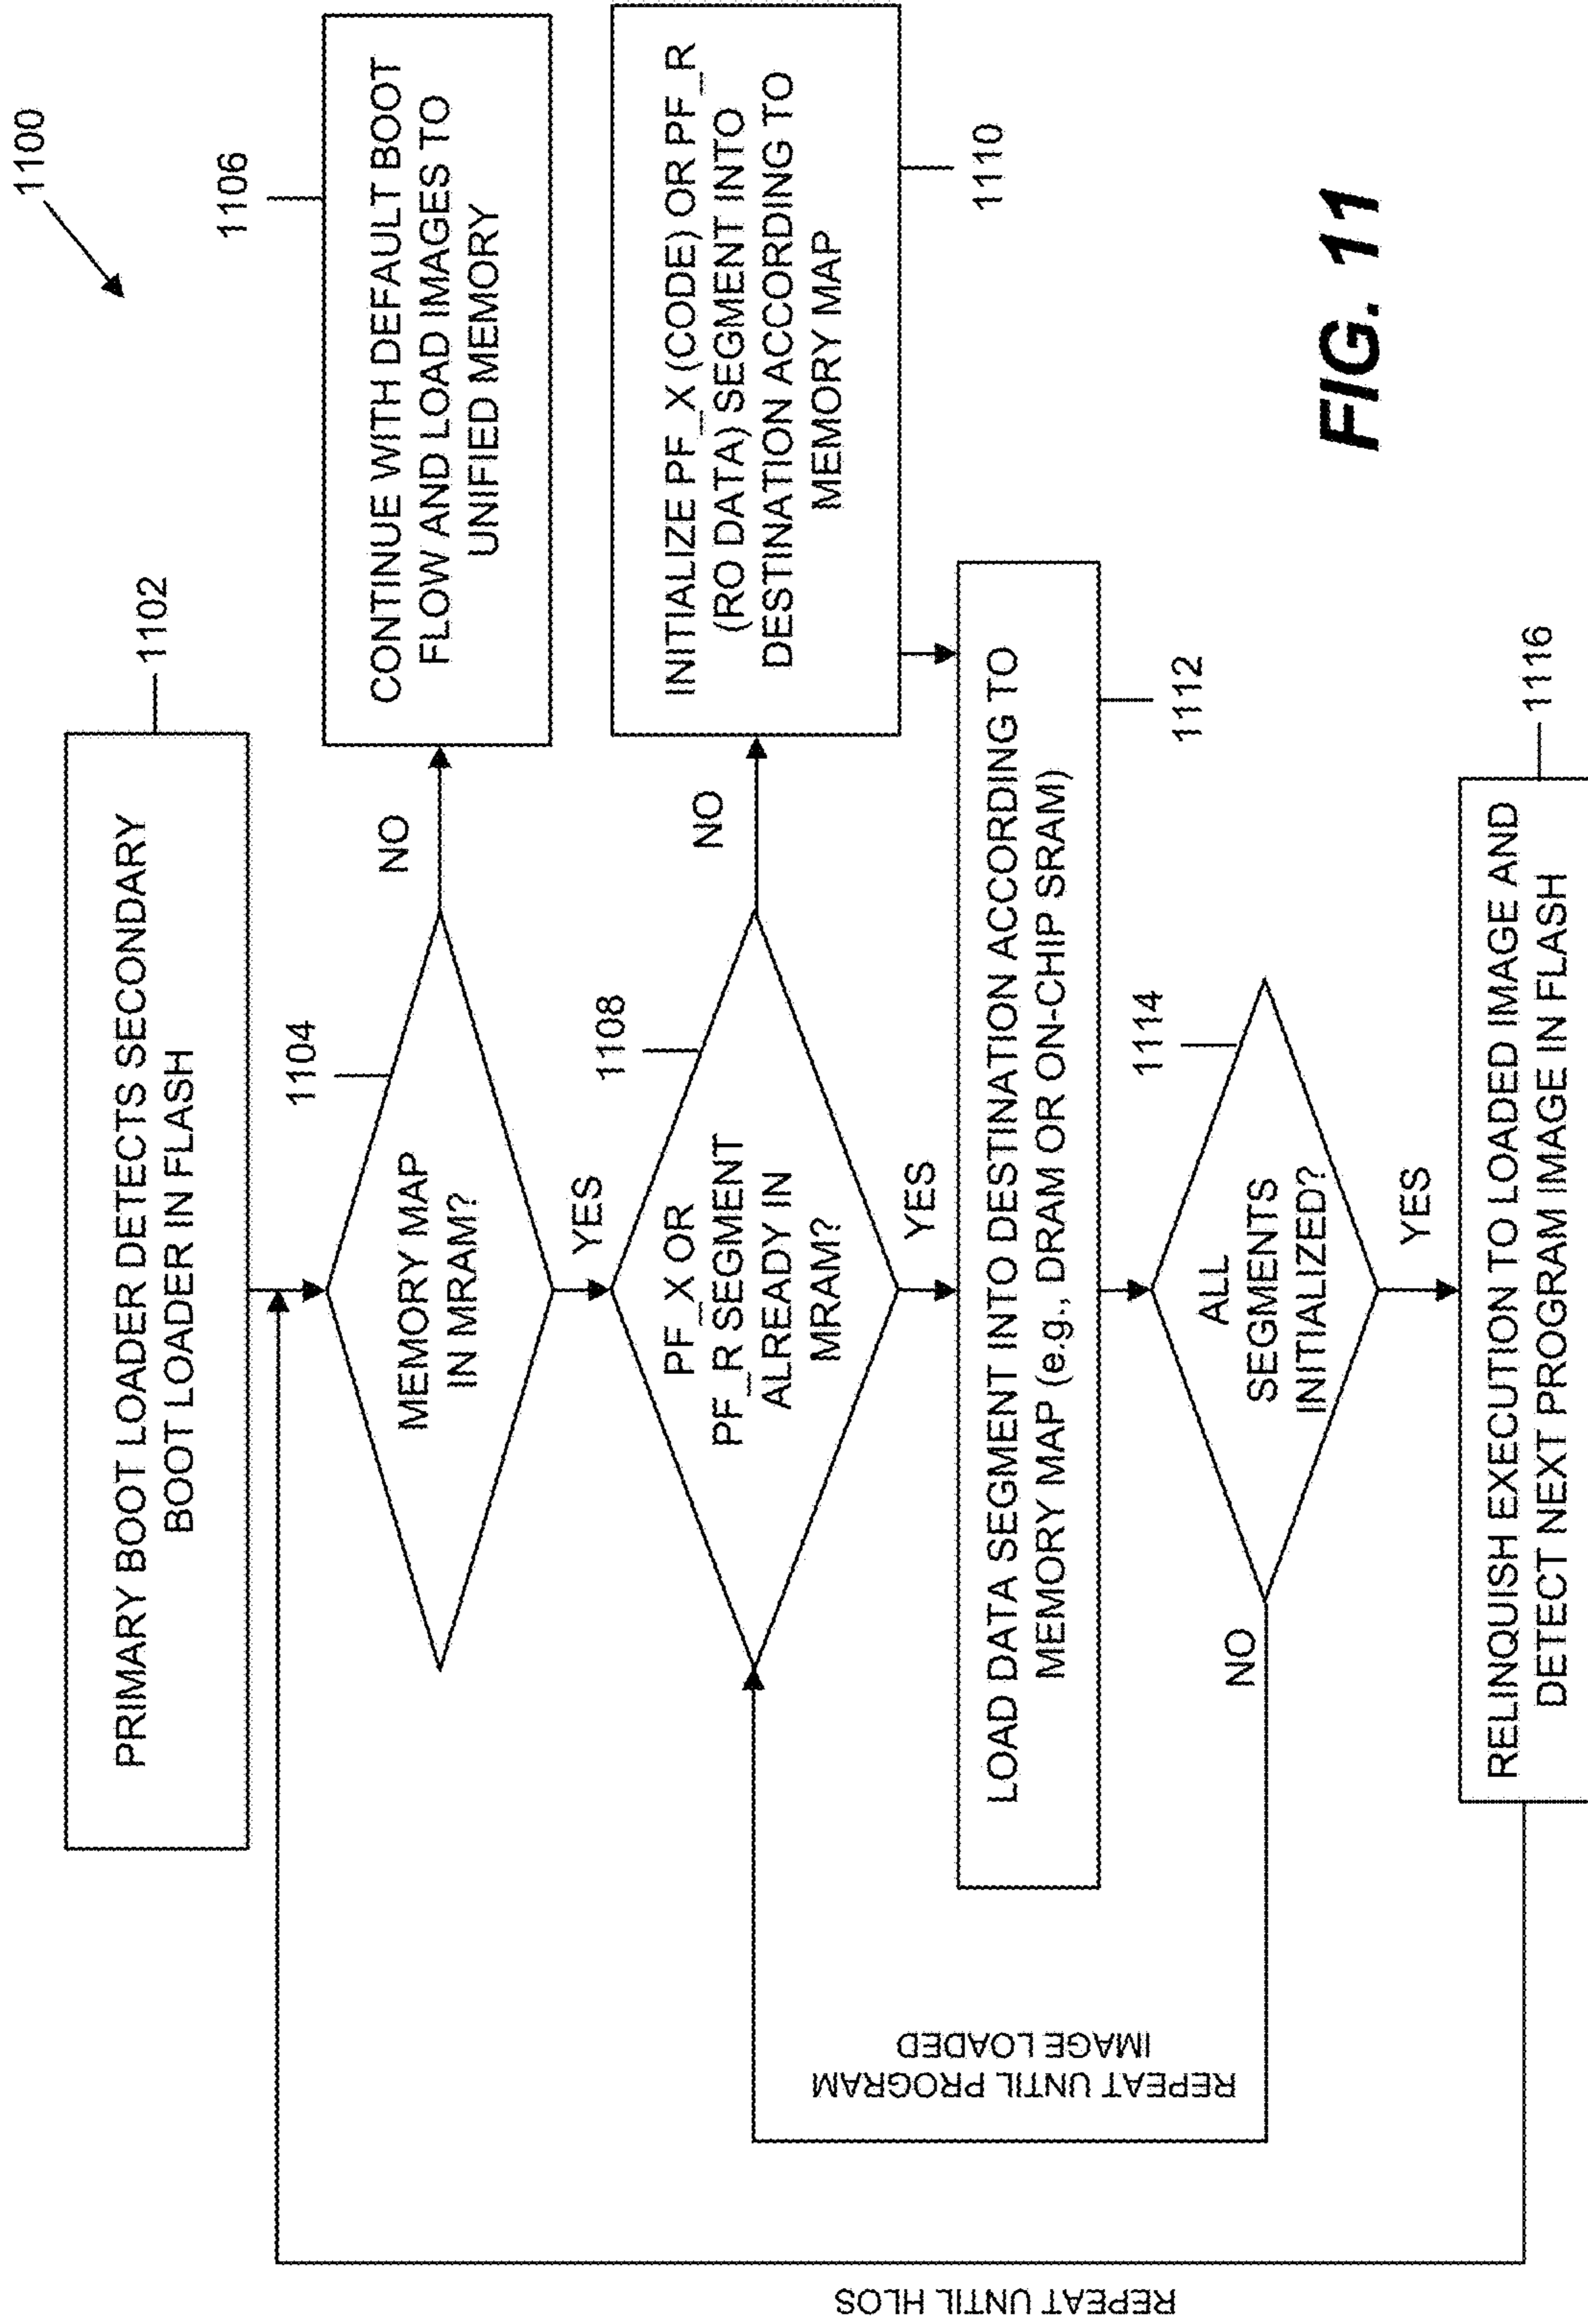 1100
PRIMARY BOOT LOADER DETECTS SECONDARY
BOOT LOADER IN FLASH
1102
1104
MEMORY MAP
IN MRAM?
NO
CONTINUE WITH DEFAULT BOOT
FLOW AND LOAD IMAGES TO
UNIFIED MEMORY
1106
YES
1108
PF_X OR
PF_R SEGMENT
ALREADY IN
MRAM?
NO
INITIALIZE PF_X (CODE) OR PF_R
(RO DATA) SEGMENT INTO
DESTINATION ACCORDING TO
MEMORY MAP
1110
YES
LOAD DATA SEGMENT INTO DESTINATION ACCORDING TO
MEMORY MAP (e.g., DRAM OR ON-CHIP SRAM)
1112
1114
ALL
SEGMENTS
INITIALIZED?
NO
REPEAT UNTIL PROGRAM
IMAGE LOADED
YES
RELINQUISH EXECUTION TO LOADED IMAGE AND
DETECT NEXT PROGRAM IMAGE IN FLASH
1116
REPEAT UNTIL HLOS
FIG. 11